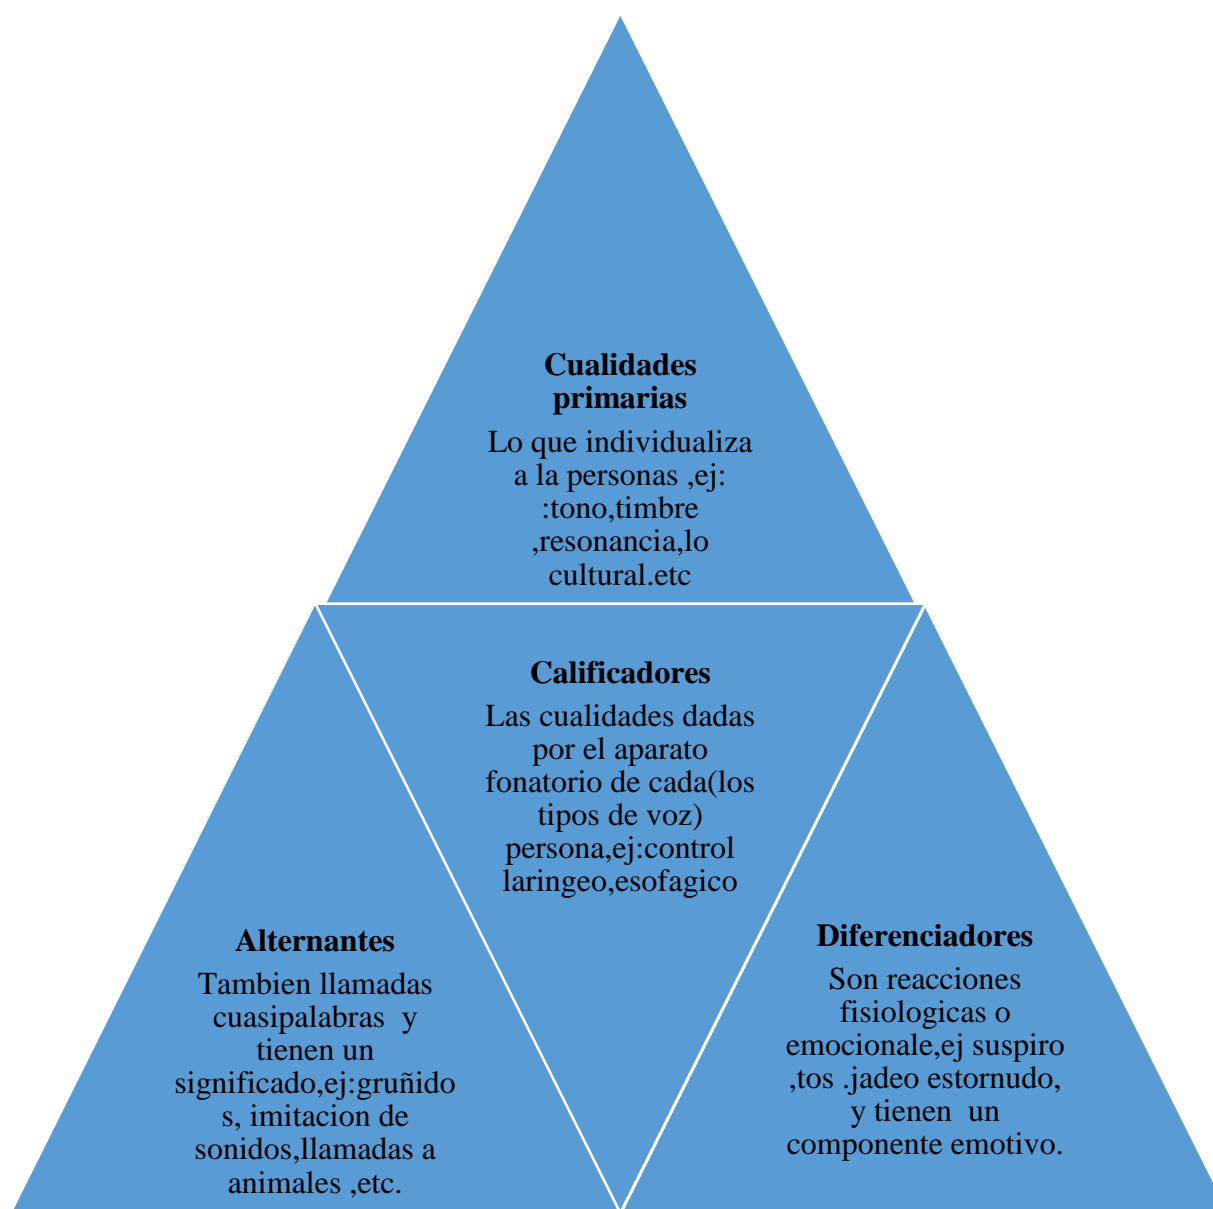 Cualidades
primarias
Lo que individualiza
a la personas ,ej:
:tono,timbre
,resonancia,lo
cultural.etc
Calificadores
Las cualidades dadas
por el aparato
fonatorio de cada(los
tipos de voz)
persona,ej:control
laringeo,esofagico
Alternantes
Tambien llamadas
cuasipalabras  y
tienen un
significado,ej:gruñido
s, imitacion de
sonidos,llamadas a
animales ,etc.
Diferenciadores
Son reacciones
fisiologicas o
emocionale,ej suspiro
,tos .jadeo estornudo,
y tienen  un
componente emotivo.